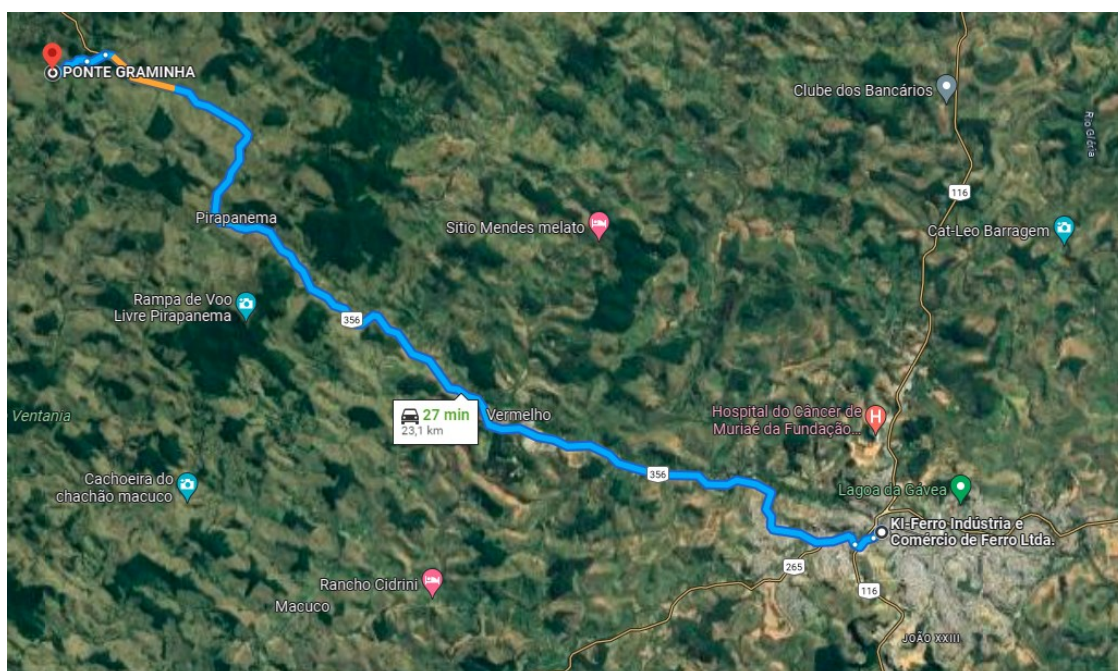 PONTE GRAMINHA
Clube dos Bancários
Rio Glória
116
Pirapanema
Sitio Mendes melato
Cat-Leo Barragem
Rampa de Voo
Livre Pirapanema
356
Ventania
27 min
23,1 km
Vermelho
Hospital do Câncer de
Muriaé da Fundação...
H
Cachoeira do
chachão macuco
356
Lagoa da Gávea
KI-Ferro Indústria e
Comércio de Ferro Ltda.
265
Rancho Cidrini
Macuco
116
JOÃO XXIII